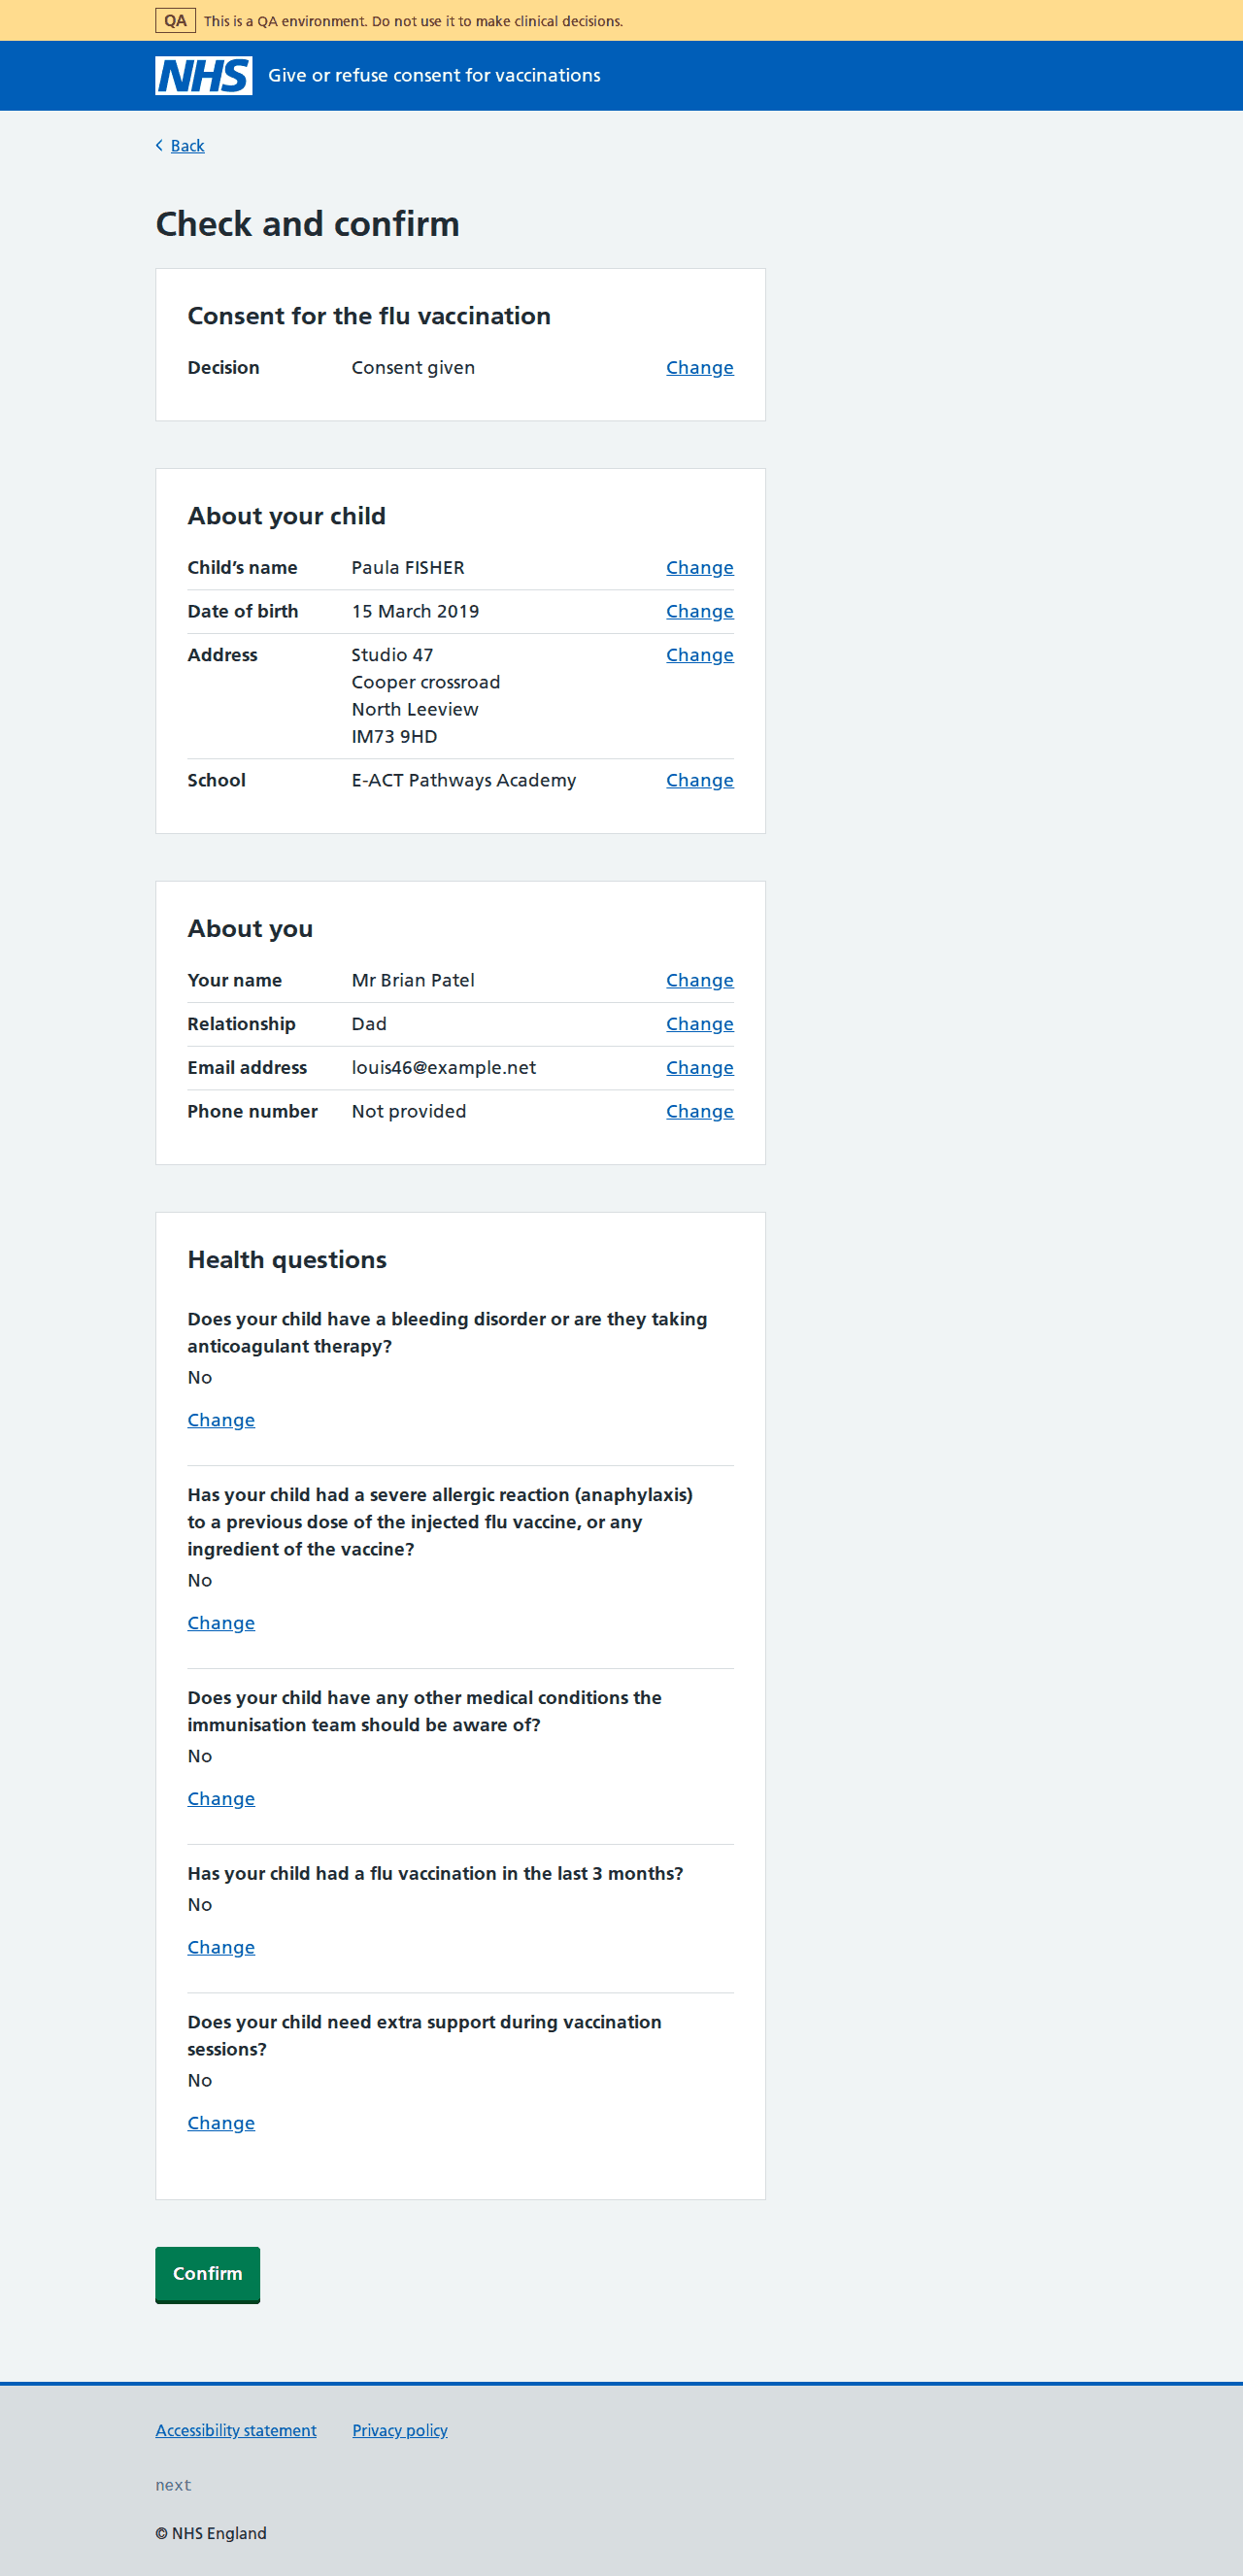 QA This is a QA environment. Do not use it to make clinical decisions.
NHS Give or refuse consent for vaccinations
Back
Check and confirm
Consent for the flu vaccination
Decision Consent given Change
About your child
Child’s name Paula FISHER Change
Date of birth 15 March 2019 Change
Address Studio 47 Change
Cooper crossroad
North Leeview
IM73 9HD
School E-ACT Pathways Academy Change
About you
Your name Mr Brian Patel Change
Relationship Dad Change
Email address louis46@example.net Change
Phone number Not provided Change
Health questions
Does your child have a bleeding disorder or are they taking
anticoagulant therapy?
No
Change
Has your child had a severe allergic reaction (anaphylaxis)
to a previous dose of the injected flu vaccine, or any
ingredient of the vaccine?
No
Change
Does your child have any other medical conditions the
immunisation team should be aware of?
No
Change
Has your child had a flu vaccination in the last 3 months?
No
Change
Does your child need extra support during vaccination
sessions?
No
Change
Confirm
Accessibility statement Privacy policy
next
© NHS England